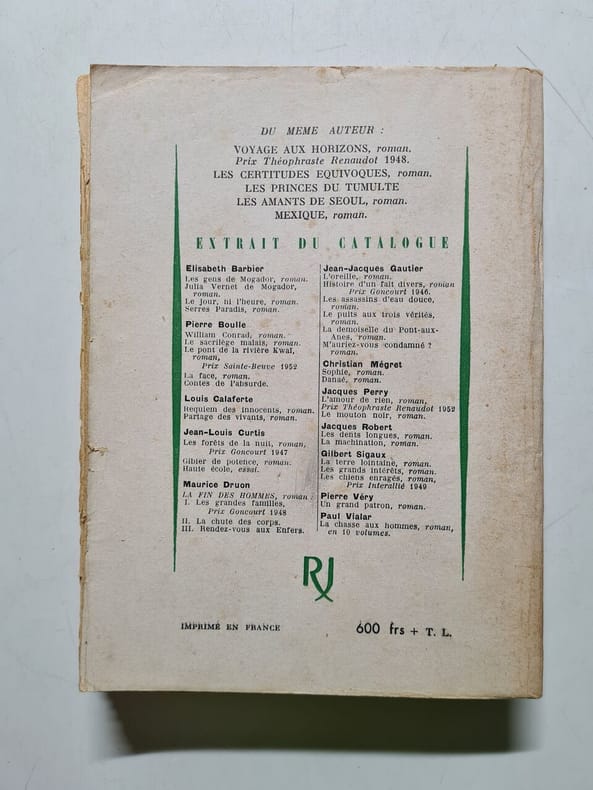 DU MEME AUTEUR :
VOYAGE AUX HORIZONS, roman.
Prix Théophraste Renaudot 1948.
LES CERTITUDES EQUIVOQUES, roman.
LES PRINCES DU TUMULTE
LES AMANTS DE SEOUL, roman.
MEXIQUE, roman.
EXTRAIT DU CATALOGUE
Elisabeth Barbier
Les gens de Mogador, roman.
Julia Vernet de Mogador,
roman.
Le jour, ni l'heure, roman.
Serres Paradis, roman.
Pierre Boulle
William Conrad, roman.
Le sacrilège malais, roman.
Le pont de la rivière Kwaï,
roman,
Prix Sainte-Beuve 1952
La face, roman.
Contes de l'absurde.
Louis Calaferte
Requiem des innocents, roman.
Partage des vivants, roman.
Jean-Louis Curtis
Les forêts de la nuit, roman,
Prix Goncourt 1947
Gibier de potence, roman.
Haute école, essai.
Maurice Druon
LA FIN DES HOMMES, roman :
I. Les grandes familles,
Prix Goncourt 1948
II. La chute des corps.
III. Rendez-vous aux Enfers.
Jean-Jacques Gautier
L'oreille, roman.
Histoire d'un fait divers, roman
Prix Goncourt 1946.
Les assassins d'eau douce,
roman.
Le puits aux trois vérités,
roman.
La demoiselle du Pont-aux-
Anes, roman.
M'auriez-vous condamné ?
roman.
Christian Mégret
Sophie, roman.
Danaé, roman.
Jacques Perry
L'amour de rien, roman,
Prix Théophraste Renaudot 1952
Le mouton noir, roman.
Jacques Robert
Les dents longues, roman.
La machination, roman.
Gilbert Sigaux
La terre lointaine, roman.
Les grands intérêts, roman.
Les chiens enragés, roman,
Prix Interallié 1949
Pierre Véry
Un grand patron, roman.
Paul Vialar
La chasse aux hommes, roman,
en 10 volumes.
RJ
IMPRIMÉ EN FRANCE
600 frs + T. L.